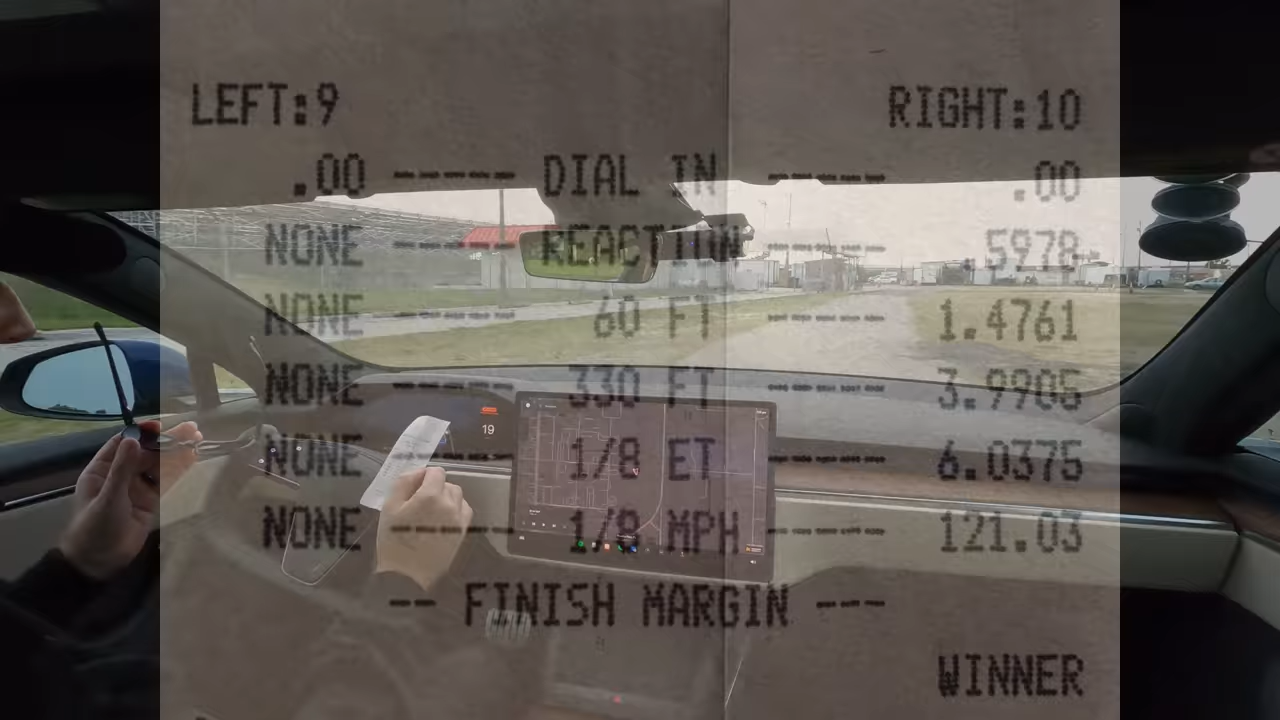 LEFT:9 RIGHT:10
.00 ----- DIAL IN ----- .00
NONE ----- REACTION ----- .5978
NONE ----- 60 FT ----- 1.4761
NONE ----- 330 FT ----- 3.9905
NONE ----- 1/8 ET ----- 6.0375
NONE ----- 1/8 MPH ----- 121.03
-- FINISH MARGIN ---
WINNER
19